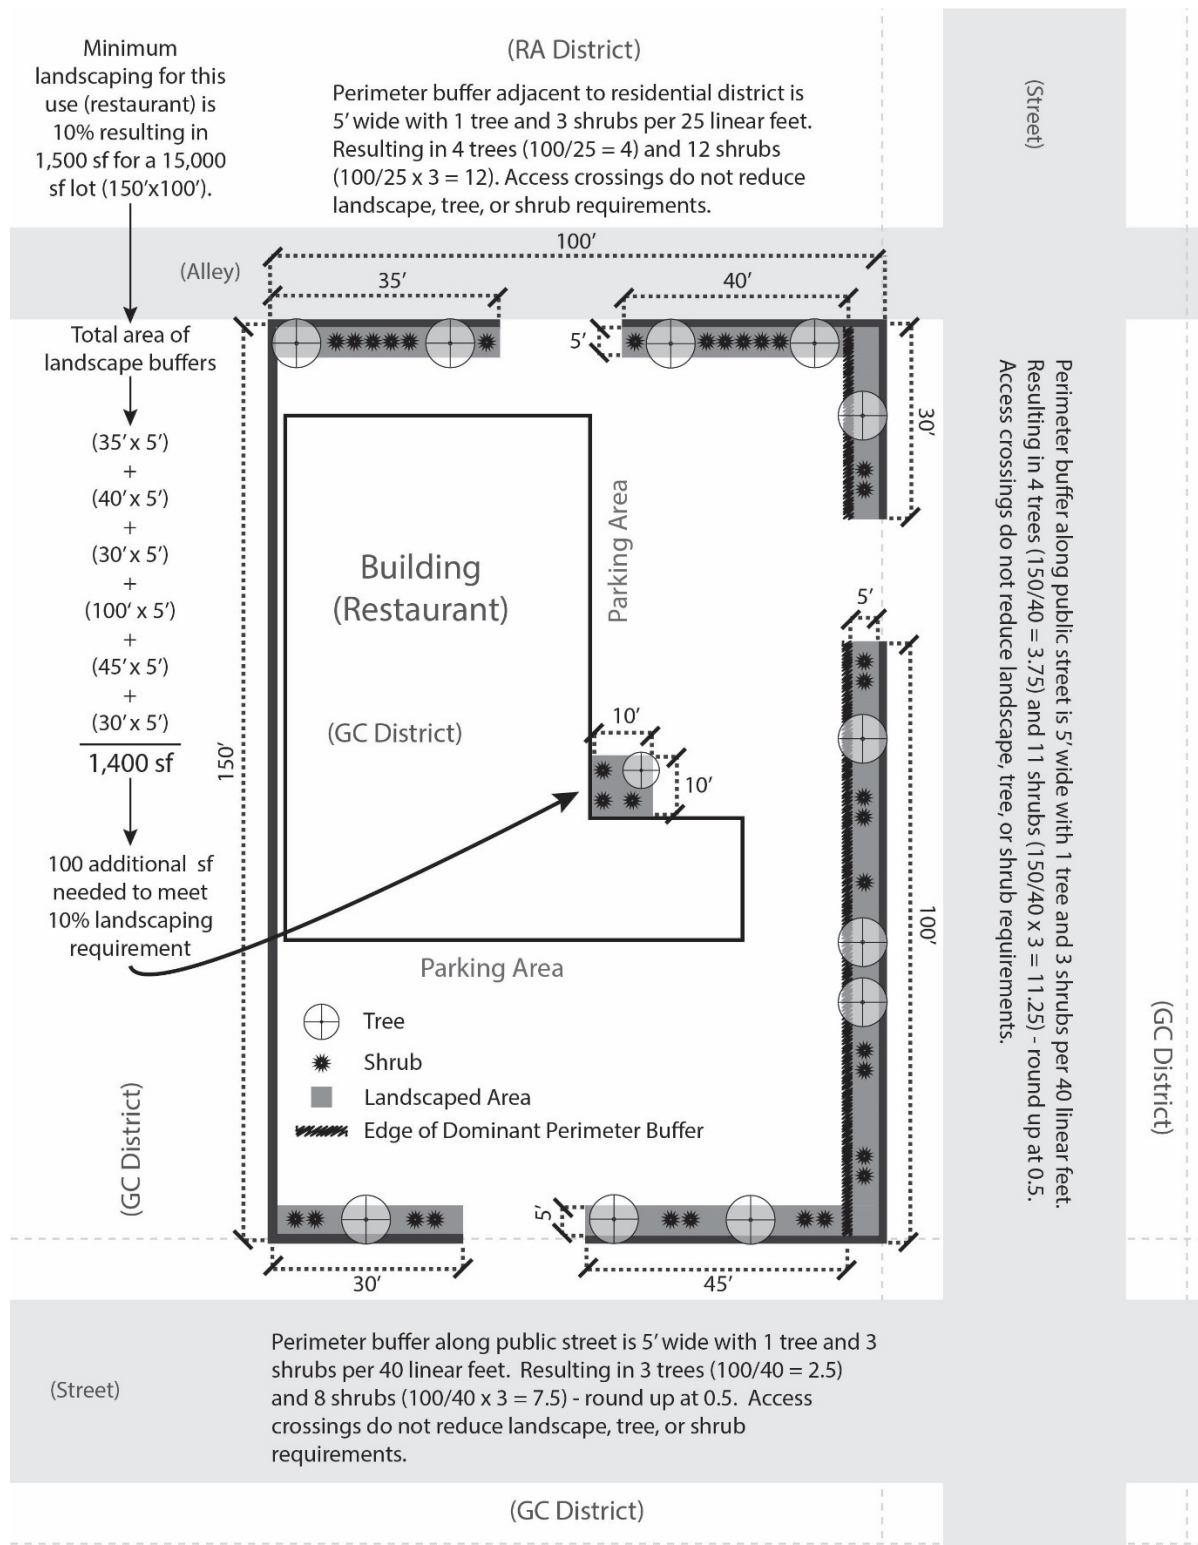 Minimum
landscaping for this
use (restaurant) is
10% resulting in
1,500 sf for a 15,000
sf lot (150'x100').
(RA District)
Perimeter buffer adjacent to residential district is
5' wide with 1 tree and 3 shrubs per 25 linear feet.
Resulting in 4 trees (100/25 = 4) and 12 shrubs
(100/25 x 3 = 12). Access crossings do not reduce
landscape, tree, or shrub requirements.
(Street)
(Alley)
100'
35'
40'
5'
Total area of
landscape buffers
(35' x 5')
+
(40' x 5')
+
(30' x 5')
+
(100' x 5')
+
(45' x 5')
+
(30' x 5')
1,400 sf
100 additional sf
needed to meet
10% landscaping
requirement
150'
Building
(Restaurant)
(GC District)
Parking Area
10'
10'
Parking Area
30'
5'
100'
Perimeter buffer along public street is 5' wide with 1 tree and 3 shrubs per 40 linear feet.
Resulting in 4 trees (150/40 = 3.75) and 11 shrubs (150/40 x 3 = 11.25) - round up at 0.5.
Access crossings do not reduce landscape, tree, or shrub requirements.
(GC District)
Tree
Shrub
Landscaped Area
Edge of Dominant Perimeter Buffer
(GC District)
5'
30'
45'
(Street)
Perimeter buffer along public street is 5' wide with 1 tree and 3
shrubs per 40 linear feet. Resulting in 3 trees (100/40 = 2.5)
and 8 shrubs (100/40 x 3 = 7.5) - round up at 0.5. Access
crossings do not reduce landscape, tree, or shrub
requirements.
(GC District)